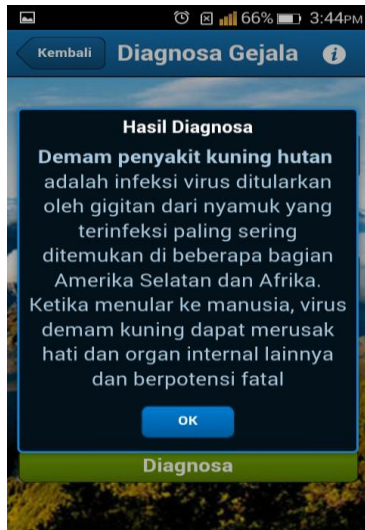 66% 3:44PM
Kembali Diagnosa Gejala i
Hasil Diagnosa
Demam penyakit kuning hutan
adalah infeksi virus ditularkan
oleh gigitan dari nyamuk yang
terinfeksi paling sering
ditemukan di beberapa bagian
Amerika Selatan dan Afrika.
Ketika menular ke manusia, virus
demam kuning dapat merusak
hati dan organ internal lainnya
dan berpotensi fatal
OK
Diagnosa